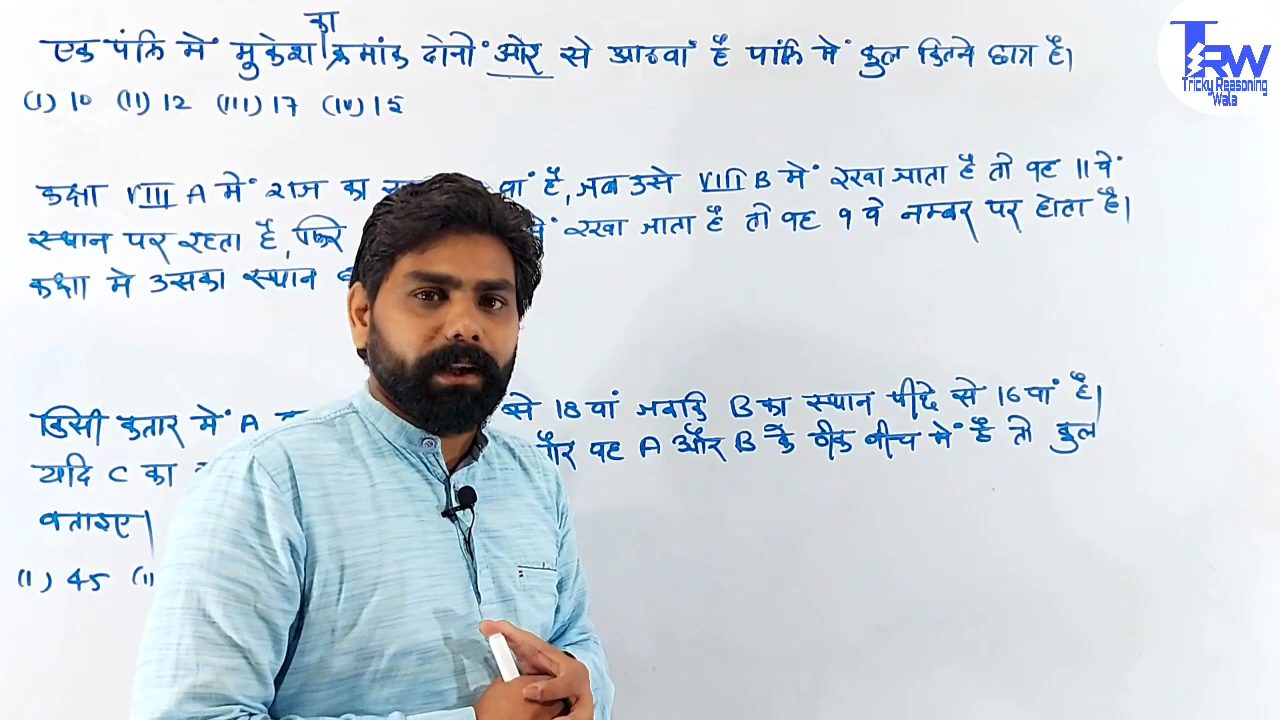 एक पंक्ति में मुकेश का क्रमांक दोनों ओर से आठवां है पांक्ति में कुल कितने छात्र है।
(I) 10 (II) 12 (III) 17 (IV) 15
कक्षा VIII A में राज का वां है, जब उसे VIII B में रखा जाता है तो वह 11 वे
स्थान पर रहता है, फिर में रखा जाता है तो वह 9 वे नम्बर पर होता है।
कक्षा मे उसका स्थान
किसी कतार में A से 18 वां जबकि B का स्थान पीछे से 16 वां है।
यदि C का और वह A और B के ठीक बीच में है तो कुल
बताइए।
(I) 45 (I
TRW
Tricky Reasoning
Wala